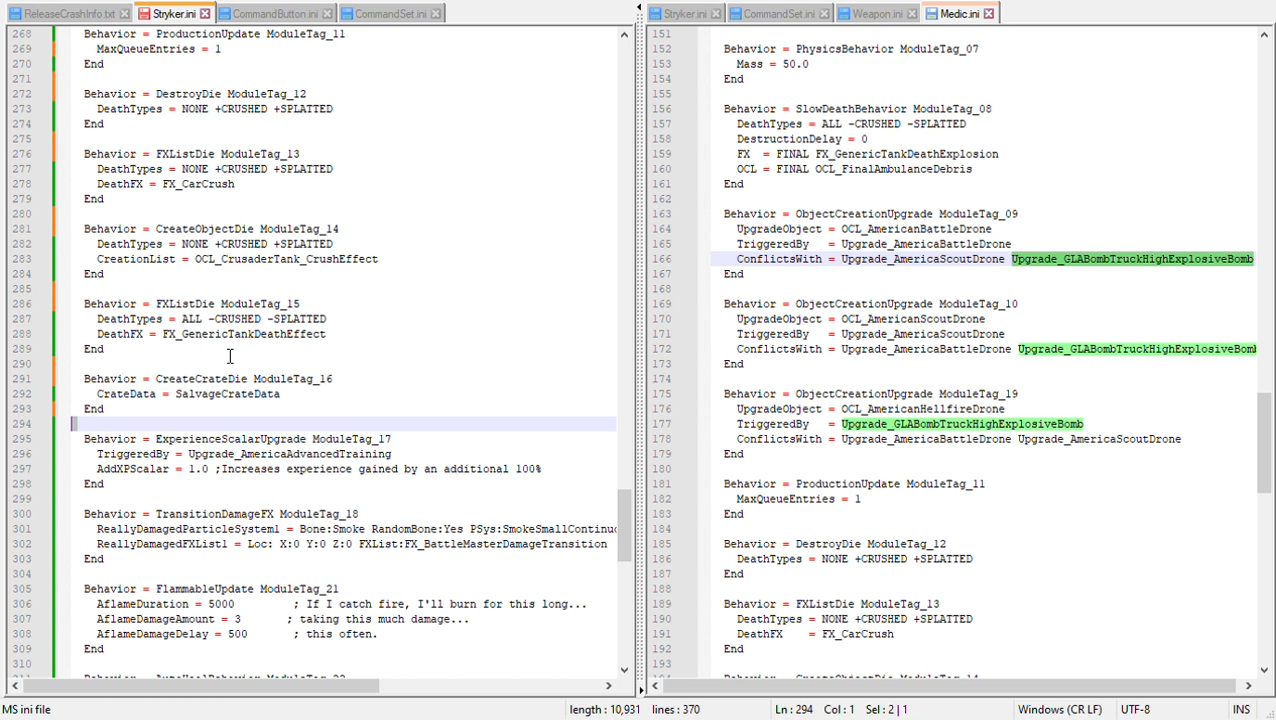 ReleaseCrashInfo.txt Stryker.ini CommandButton.ini CommandSet.ini
268 Behavior = ProductionUpdate ModuleTag_11
269 MaxQueueEntries = 1
270 End
271
272 Behavior = DestroyDie ModuleTag_12
273 DeathTypes = NONE +CRUSHED +SPLATTED
274 End
275
276 Behavior = FXListDie ModuleTag_13
277 DeathTypes = NONE +CRUSHED +SPLATTED
278 DeathFX = FX_CarCrush
279 End
280
281 Behavior = CreateObjectDie ModuleTag_14
282 DeathTypes = NONE +CRUSHED +SPLATTED
283 CreationList = OCL_CrusaderTank_CrushEffect
284 End
285
286 Behavior = FXListDie ModuleTag_15
287 DeathTypes = ALL -CRUSHED -SPLATTED
288 DeathFX = FX_GenericTankDeathEffect
289 End
290
291 Behavior = CreateCrateDie ModuleTag_16
292 CrateData = SalvageCrateData
293 End
294
295 Behavior = ExperienceScalarUpgrade ModuleTag_17
296 TriggeredBy = Upgrade_AmericaAdvancedTraining
297 AddXPScalar = 1.0 ;Increases experience gained by an additional 100%
298 End
299
300 Behavior = TransitionDamageFX ModuleTag_18
301 ReallyDamagedParticleSystem1 = Bone:Smoke RandomBone:Yes PSys:SmokeSmallContinuo
302 ReallyDamagedFXList1 = Loc: X:0 Y:0 Z:0 FXList:FX_BattleMasterDamageTransition
303 End
304
305 Behavior = FlammableUpdate ModuleTag_21
306 AflameDuration = 5000 ; If I catch fire, I'll burn for this long...
307 AflameDamageAmount = 3 ; taking this much damage...
308 AflameDamageDelay = 500 ; this often.
309 End
310
Stryker.ini CommandSet.ini Weapon.ini Medic.ini
151
152 Behavior = PhysicsBehavior ModuleTag_07
153 Mass = 50.0
154 End
155
156 Behavior = SlowDeathBehavior ModuleTag_08
157 DeathTypes = ALL -CRUSHED -SPLATTED
158 DestructionDelay = 0
159 FX = FINAL FX_GenericTankDeathExplosion
160 OCL = FINAL OCL_FinalAmbulanceDebris
161 End
162
163 Behavior = ObjectCreationUpgrade ModuleTag_09
164 UpgradeObject = OCL_AmericanBattleDrone
165 TriggeredBy = Upgrade_AmericaBattleDrone
166 ConflictsWith = Upgrade_AmericaScoutDrone Upgrade_GLABombTruckHighExplosiveBomb
167 End
168
169 Behavior = ObjectCreationUpgrade ModuleTag_10
170 UpgradeObject = OCL_AmericanScoutDrone
171 TriggeredBy = Upgrade_AmericaScoutDrone
172 ConflictsWith = Upgrade_AmericaBattleDrone Upgrade_GLABombTruckHighExplosiveBomb
173 End
174
175 Behavior = ObjectCreationUpgrade ModuleTag_19
176 UpgradeObject = OCL_AmericanHellfireDrone
177 TriggeredBy = Upgrade_GLABombTruckHighExplosiveBomb
178 ConflictsWith = Upgrade_AmericaBattleDrone Upgrade_AmericaScoutDrone
179 End
180
181 Behavior = ProductionUpdate ModuleTag_11
182 MaxQueueEntries = 1
183 End
184
185 Behavior = DestroyDie ModuleTag_12
186 DeathTypes = NONE +CRUSHED +SPLATTED
187 End
188
189 Behavior = FXListDie ModuleTag_13
190 DeathTypes = NONE +CRUSHED +SPLATTED
191 DeathFX = FX_CarCrush
192 End
193
MS ini file length : 10,931 lines : 370 Ln : 294 Col : 1 Sel : 2 | 1 Windows (CR LF) UTF-8 INS